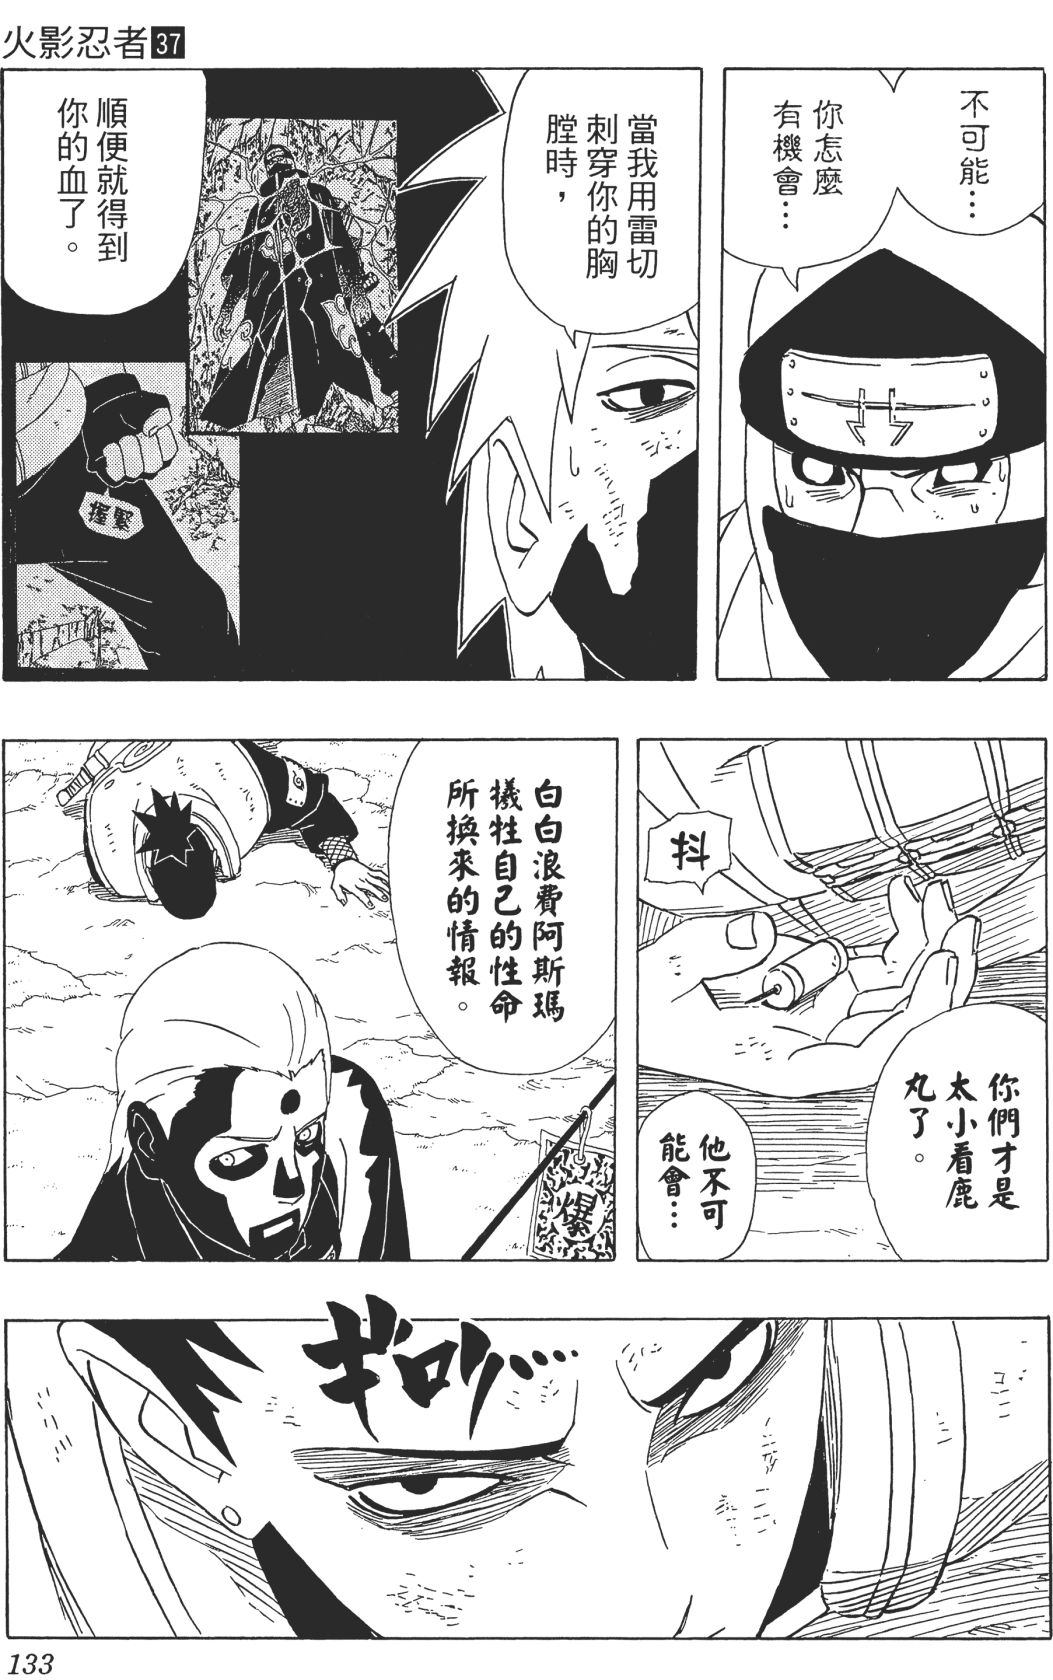 火影忍者37
不可能…
你怎麼
有機會…
當我用雷切
刺穿你的胸
膛時，
順便就得到
你的血了。
握緊
抖
你們才是
太小看鹿
丸了。
他不可
能會…
白白浪費阿斯瑪
犧牲自己的性命
所換來的情報。
爆
ギロッ…
133